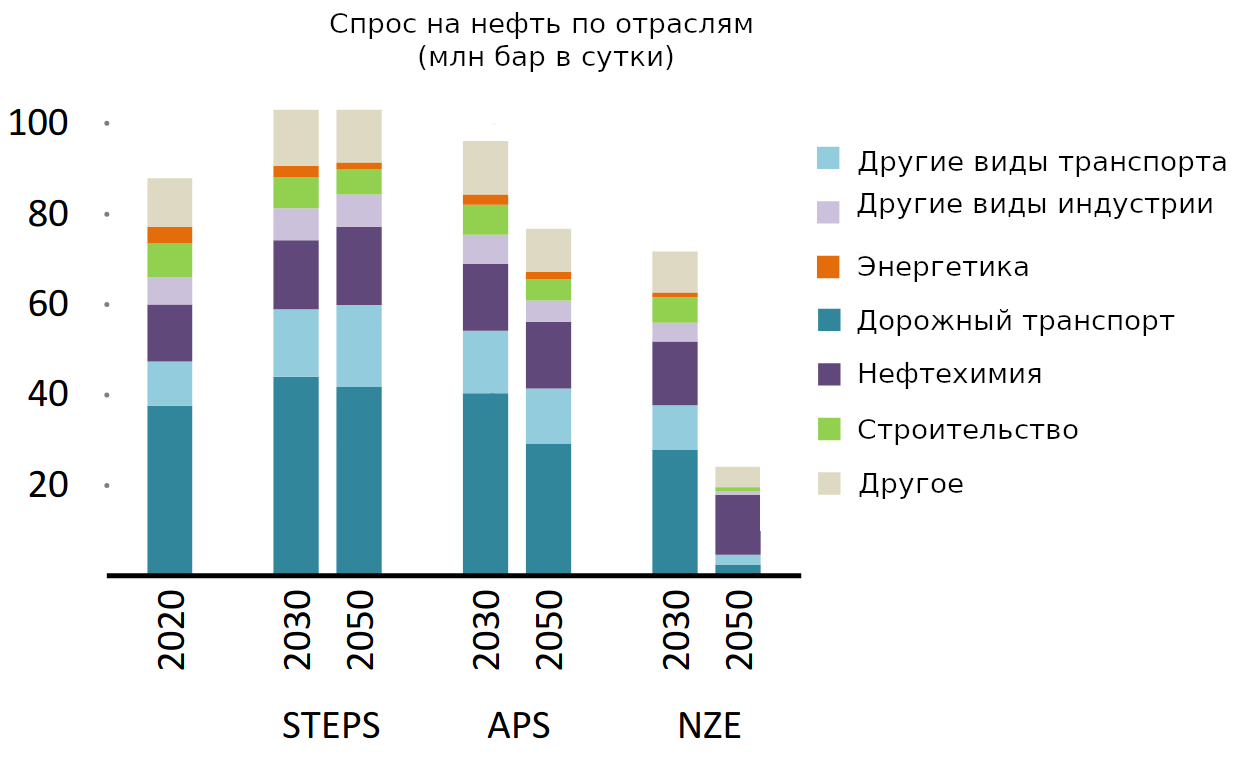 Спрос на нефть по отраслям
(млн бар в сутки)
100
80
60
40
20
Другие виды транспорта
Другие виды индустрии
Энергетика
Дорожный транспорт
Нефтехимия
Строительство
Другое
2020
2030
2050
2030
2050
2030
2050
STEPS
APS
NZE